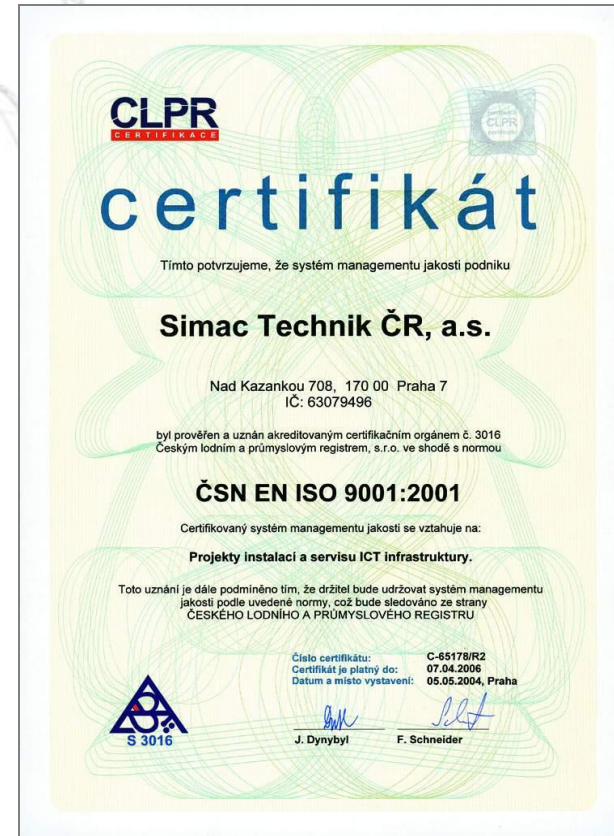 CLPR
CERTIFIKACE
CLPR
certifikát
Tímto potvrzujeme, že systém managementu jakosti podniku
Simac Technik ČR, a.s.
Nad Kazankou 708, 170 00 Praha 7
IČ: 63079496
byl prověřen a uznán akreditovaným certifikačním orgánem č. 3016
Českým lodním a průmyslovým registrem, s.r.o. ve shodě s normou
ČSN EN ISO 9001:2001
Certifikovaný systém managementu jakosti se vztahuje na:
Projekty instalací a servisu ICT infrastruktury.
Toto uznání je dále podmíněno tím, že držitel bude udržovat systém managementu
jakosti podle uvedené normy, což bude sledováno ze strany
ČESKÉHO LODNÍHO A PRŮMYSLOVÉHO REGISTRU
Číslo certifikátu: C-65178/R2
Certifikát je platný do: 07.04.2006
Datum a místo vystavení: 05.05.2004, Praha
S 3016
J. Dynybyl F. Schneider